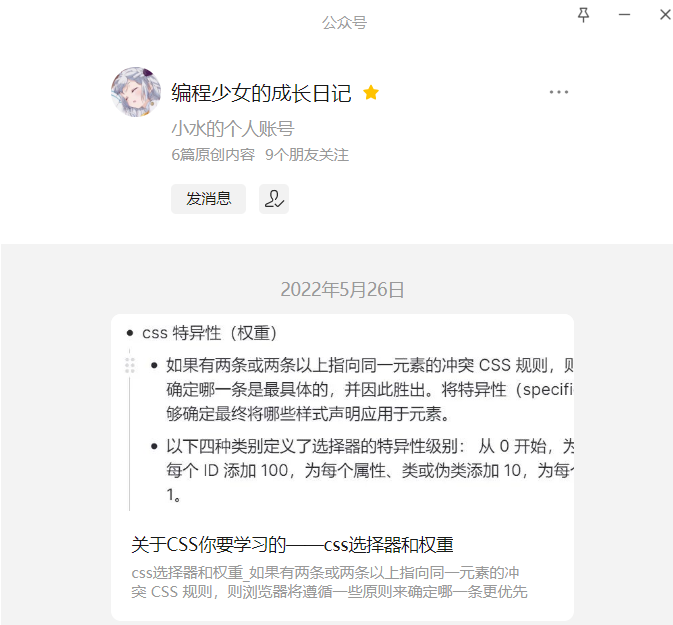 公众号
编程少女的成长日记
小水的个人账号
6篇原创内容 9个朋友关注
发消息
2022年5月26日
css 特异性（权重）
如果有两条或两条以上指向同一元素的冲突 CSS 规则，则
确定哪一条是最具体的，并因此胜出。将特异性（specifi
够确定最终将哪些样式声明应用于元素。
以下四种类别定义了选择器的特异性级别： 从 0 开始，为
每个 ID 添加 100，为每个属性、类或伪类添加 10，为每个
1。
关于CSS你要学习的——css选择器和权重
css选择器和权重_如果有两条或两条以上指向同一元素的冲
突 CSS 规则，则浏览器将遵循一些原则来确定哪一条更优先